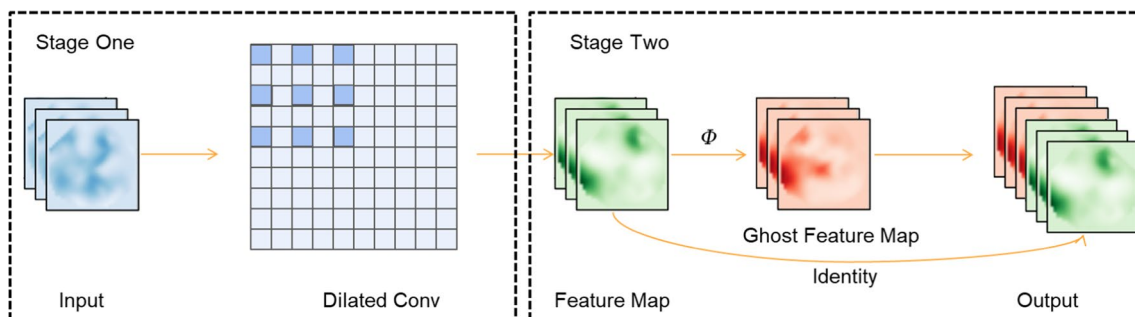 Stage One
Stage Two
Φ
Ghost Feature Map
Identity
Input
Dilated Conv
Feature Map
Output